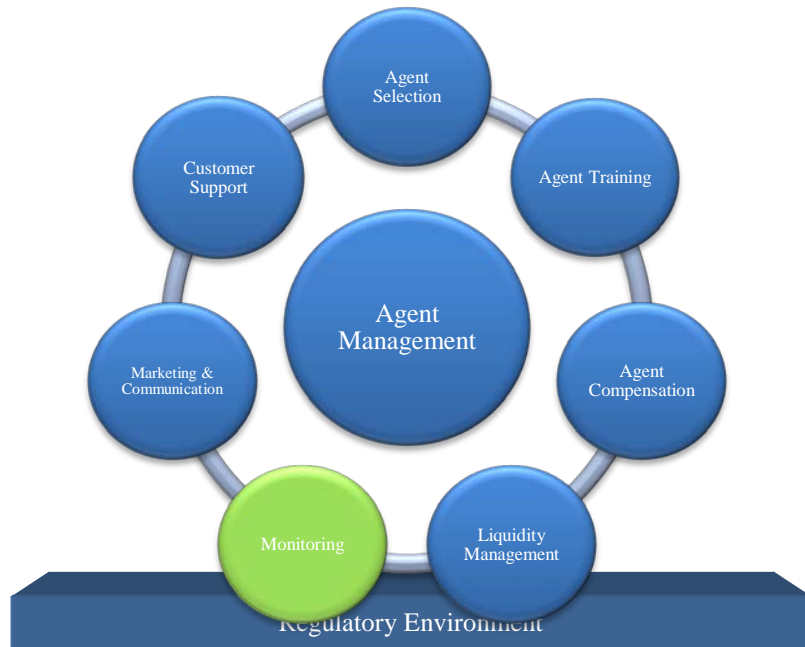 Agent
Selection
Agent Training
Agent
Compensation
Liquidity
Management
Monitoring
Marketing &
Communication
Customer
Support
Agent
Management
Regulatory Environment